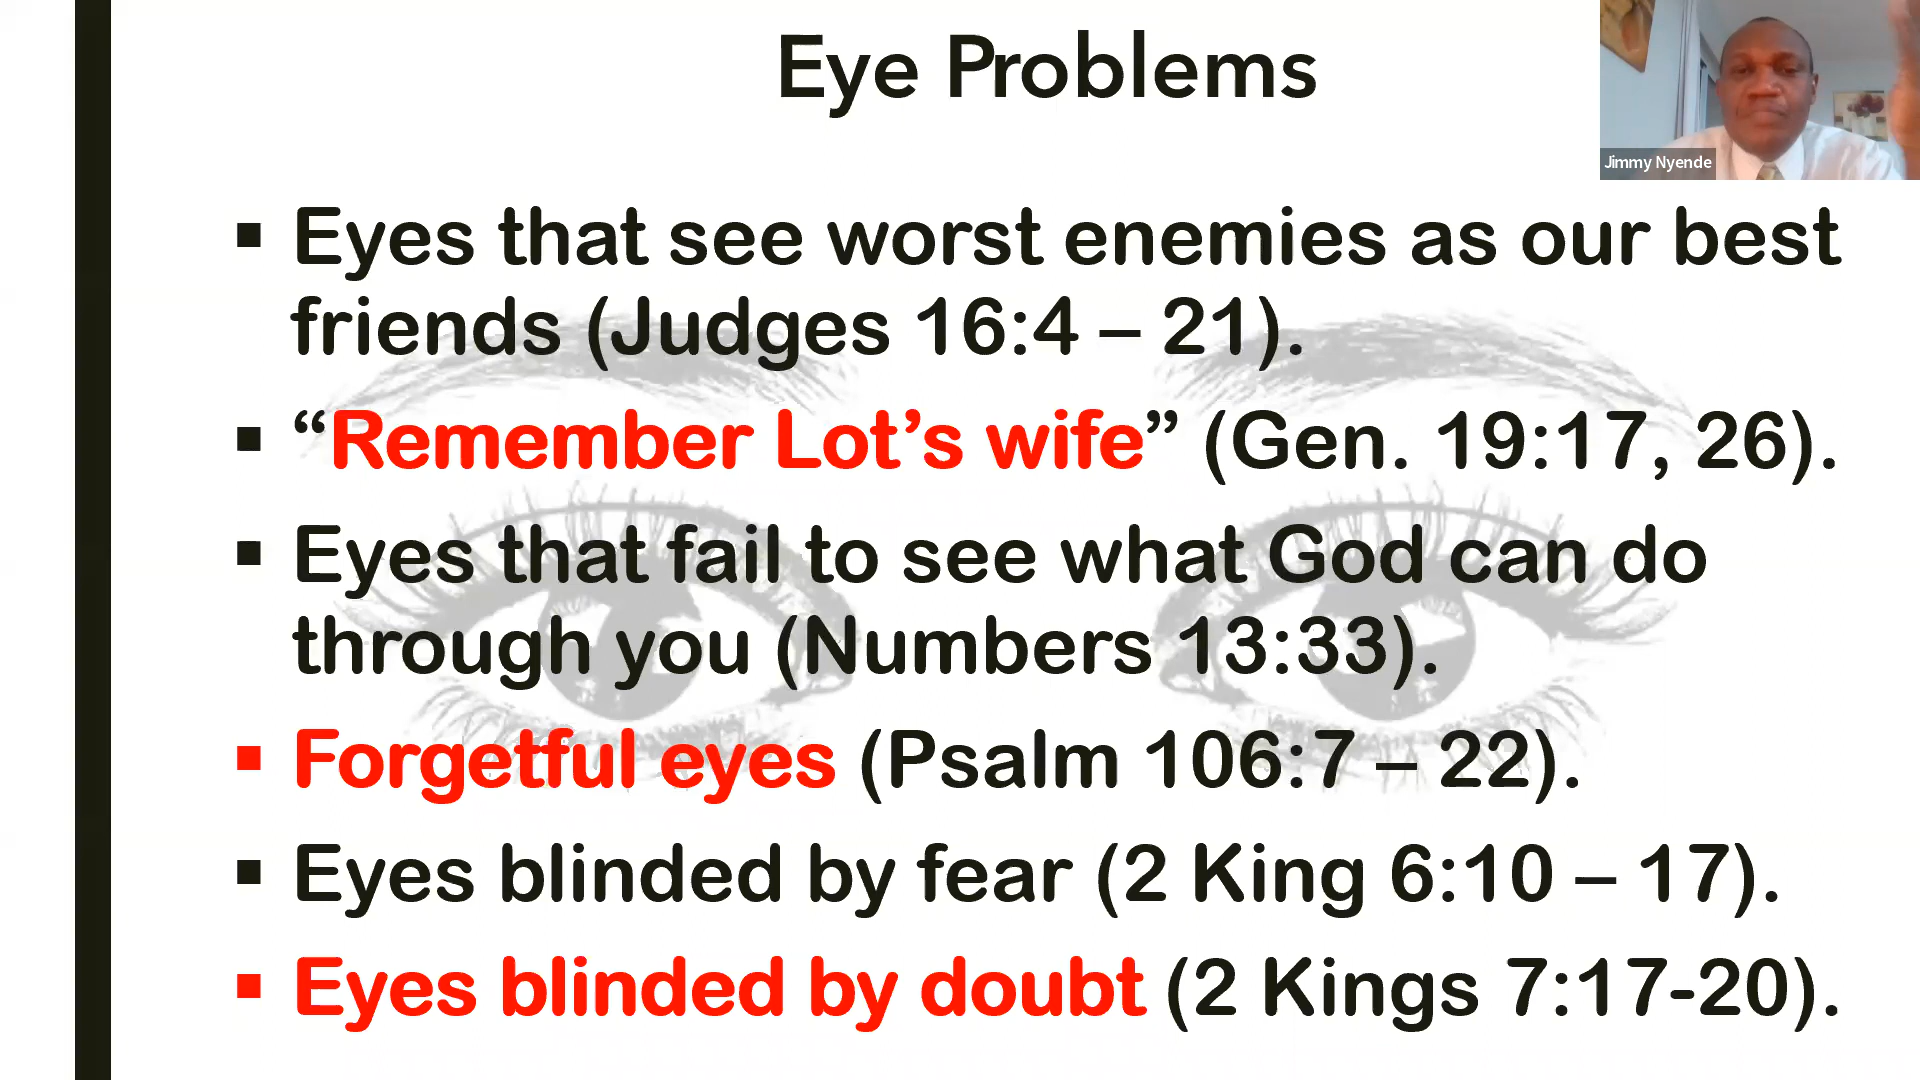 Eye Problems
Jimmy Nyende
▪ Eyes that see worst enemies as our best
friends (Judges 16:4 – 21).
▪ “Remember Lot’s wife” (Gen. 19:17, 26).
▪ Eyes that fail to see what God can do
through you (Numbers 13:33).
▪ Forgetful eyes (Psalm 106:7 – 22).
▪ Eyes blinded by fear (2 King 6:10 – 17).
▪ Eyes blinded by doubt (2 Kings 7:17-20).